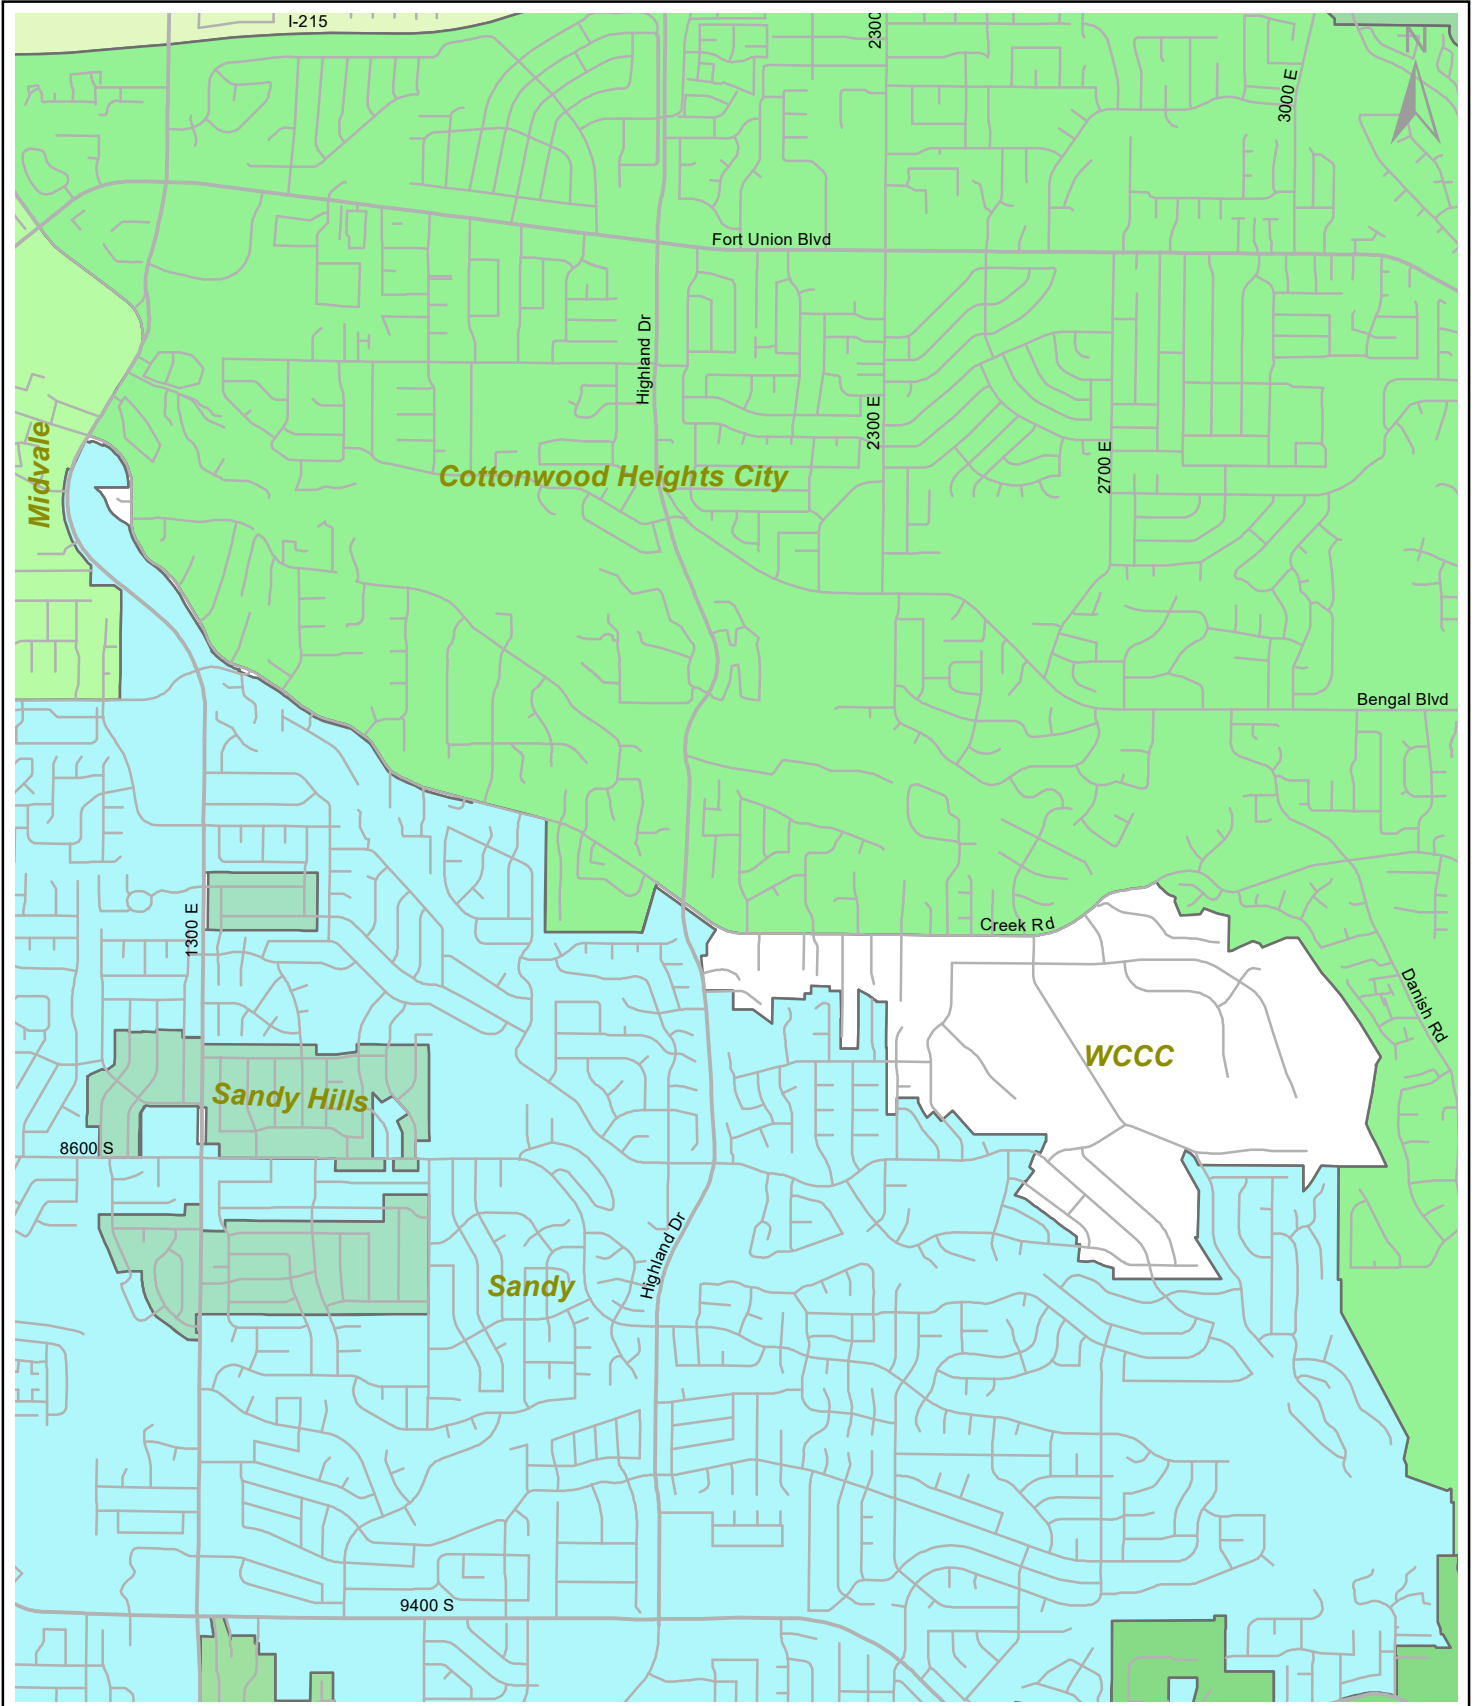 I-215
2300
3000 E
N
Fort Union Blvd
Highland Dr
2300 E
2700 E
Midvale
Cottonwood Heights City
Bengal Blvd
1300 E
Creek Rd
Danish Rd
WCCC
Sandy Hills
8600 S
Highland Dr
Sandy
9400 S